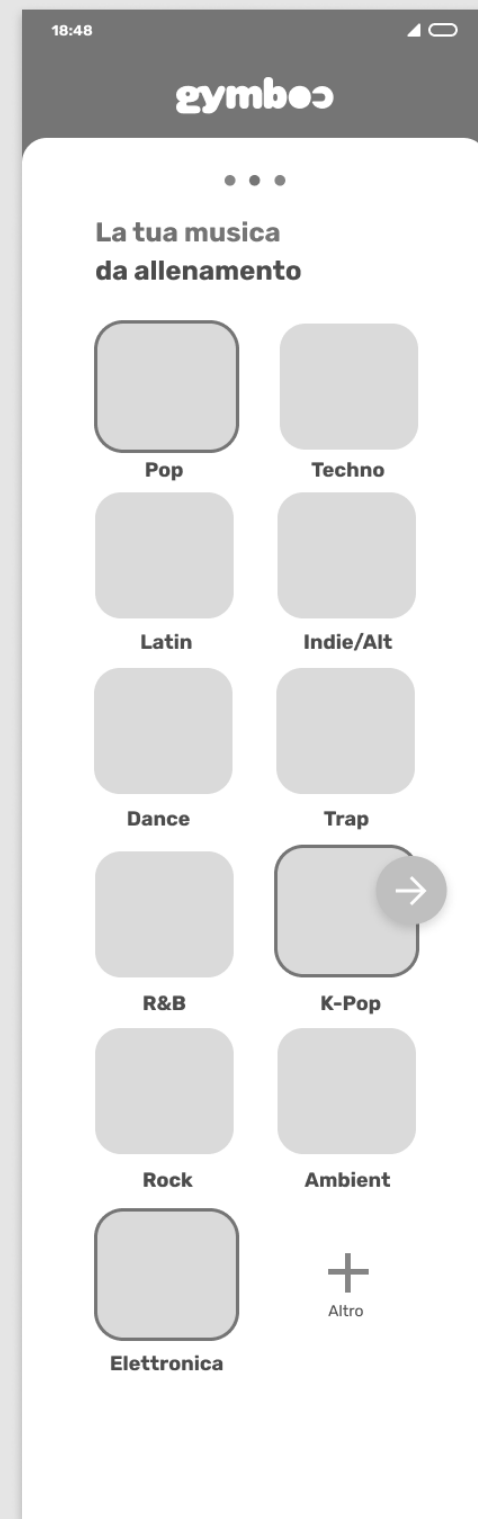 18:48
gymboo
La tua musica
da allenamento
Pop
Techno
Latin
Indie/Alt
Dance
Trap
R&B
K-Pop
Rock
Ambient
Elettronica
Altro